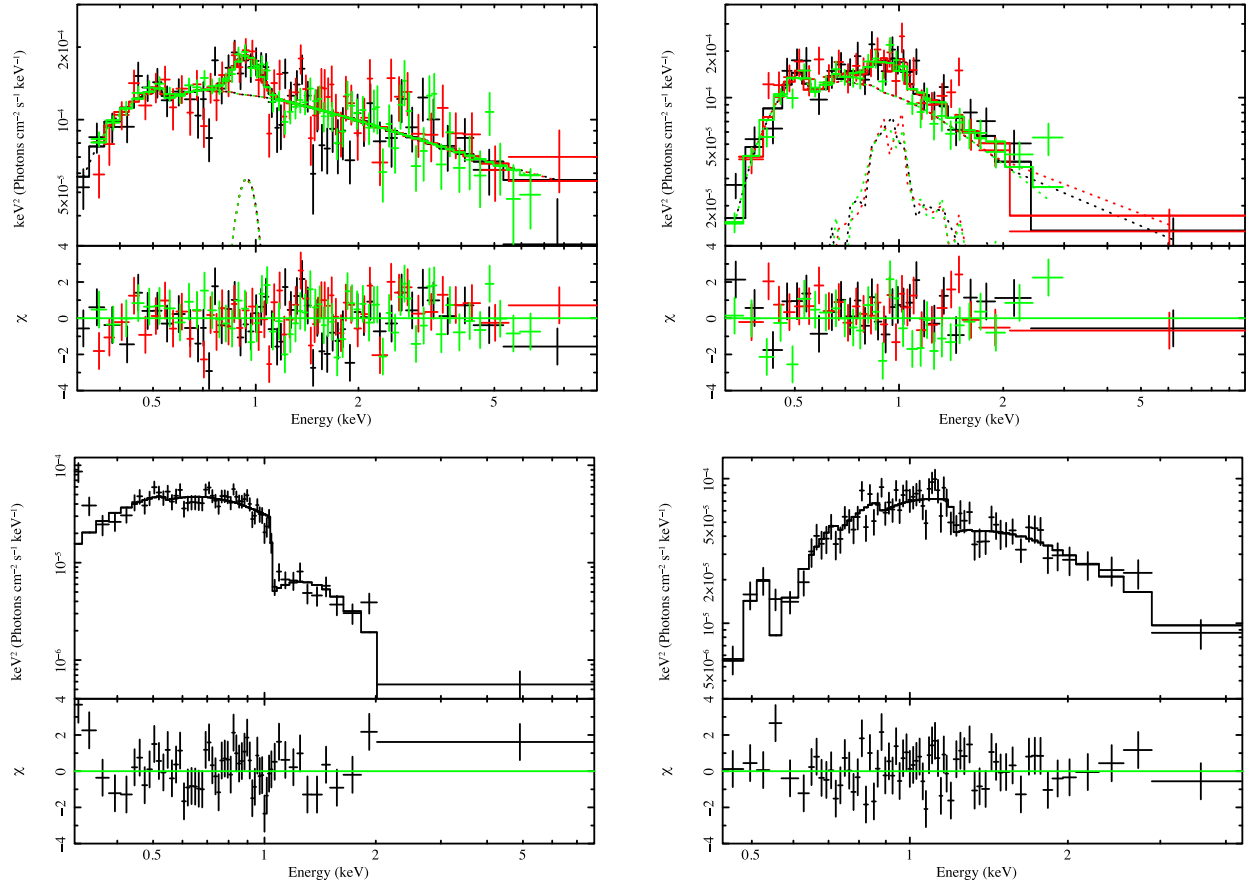 keV² (Photons cm⁻² s⁻¹ keV⁻¹)
2×10⁻⁴
10⁻⁴
5×10⁻⁵
χ
4
2
0
−2
−4
0.5 1 2 5
Energy (keV)
keV² (Photons cm⁻² s⁻¹ keV⁻¹)
2×10⁻⁴
10⁻⁴
5×10⁻⁵
2×10⁻⁵
χ
4
2
0
−2
−4
0.5 1 2 5
Energy (keV)
keV² (Photons cm⁻² s⁻¹ keV⁻¹)
10⁻⁴
10⁻⁵
10⁻⁶
χ
4
2
0
−2
−4
0.5 1 2 5
Energy (keV)
keV² (Photons cm⁻² s⁻¹ keV⁻¹)
10⁻⁴
5×10⁻⁵
2×10⁻⁵
10⁻⁵
5×10⁻⁶
χ
4
2
0
−2
−4
0.5 1 2
Energy (keV)